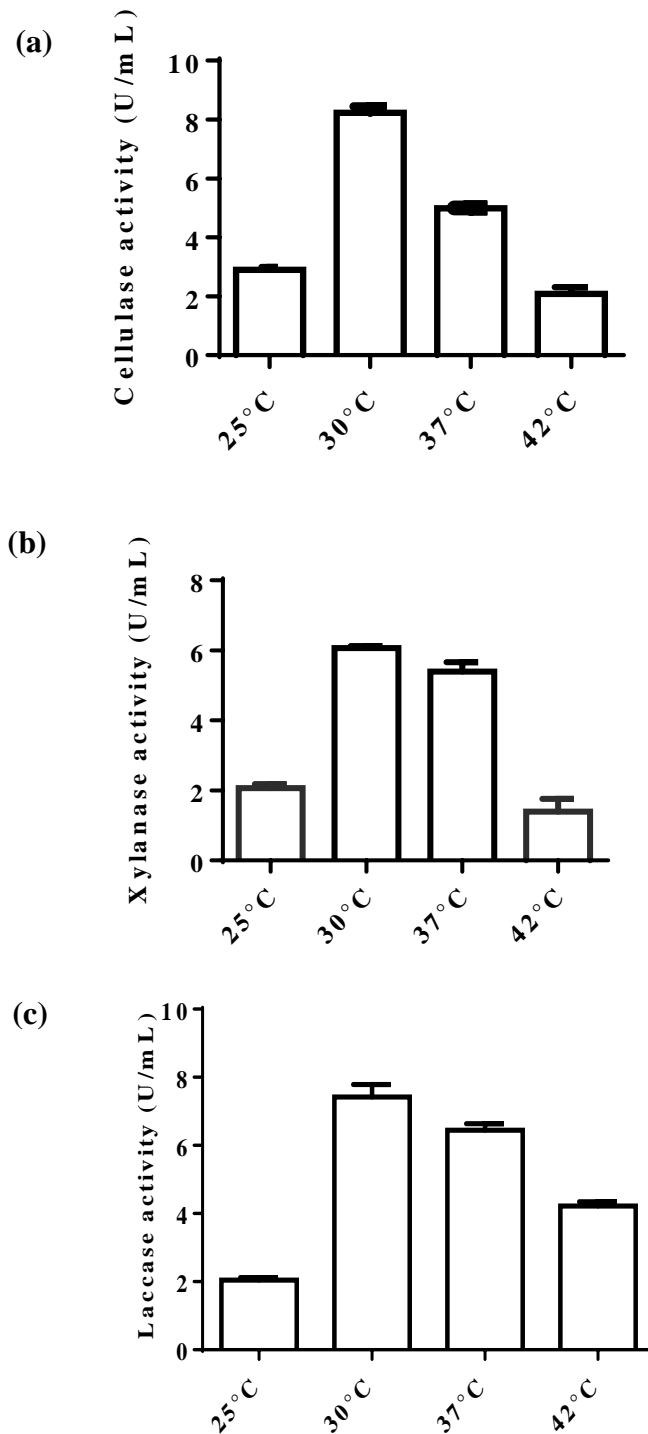 (a)
Cellulase activity (U/mL)
10
8
6
4
2
0
25°C
30°C
37°C
42°C
(b)
Xylanase activity (U/mL)
8
6
4
2
0
25°C
30°C
37°C
42°C
(c)
Laccase activity (U/mL)
10
8
6
4
2
0
25°C
30°C
37°C
42°C